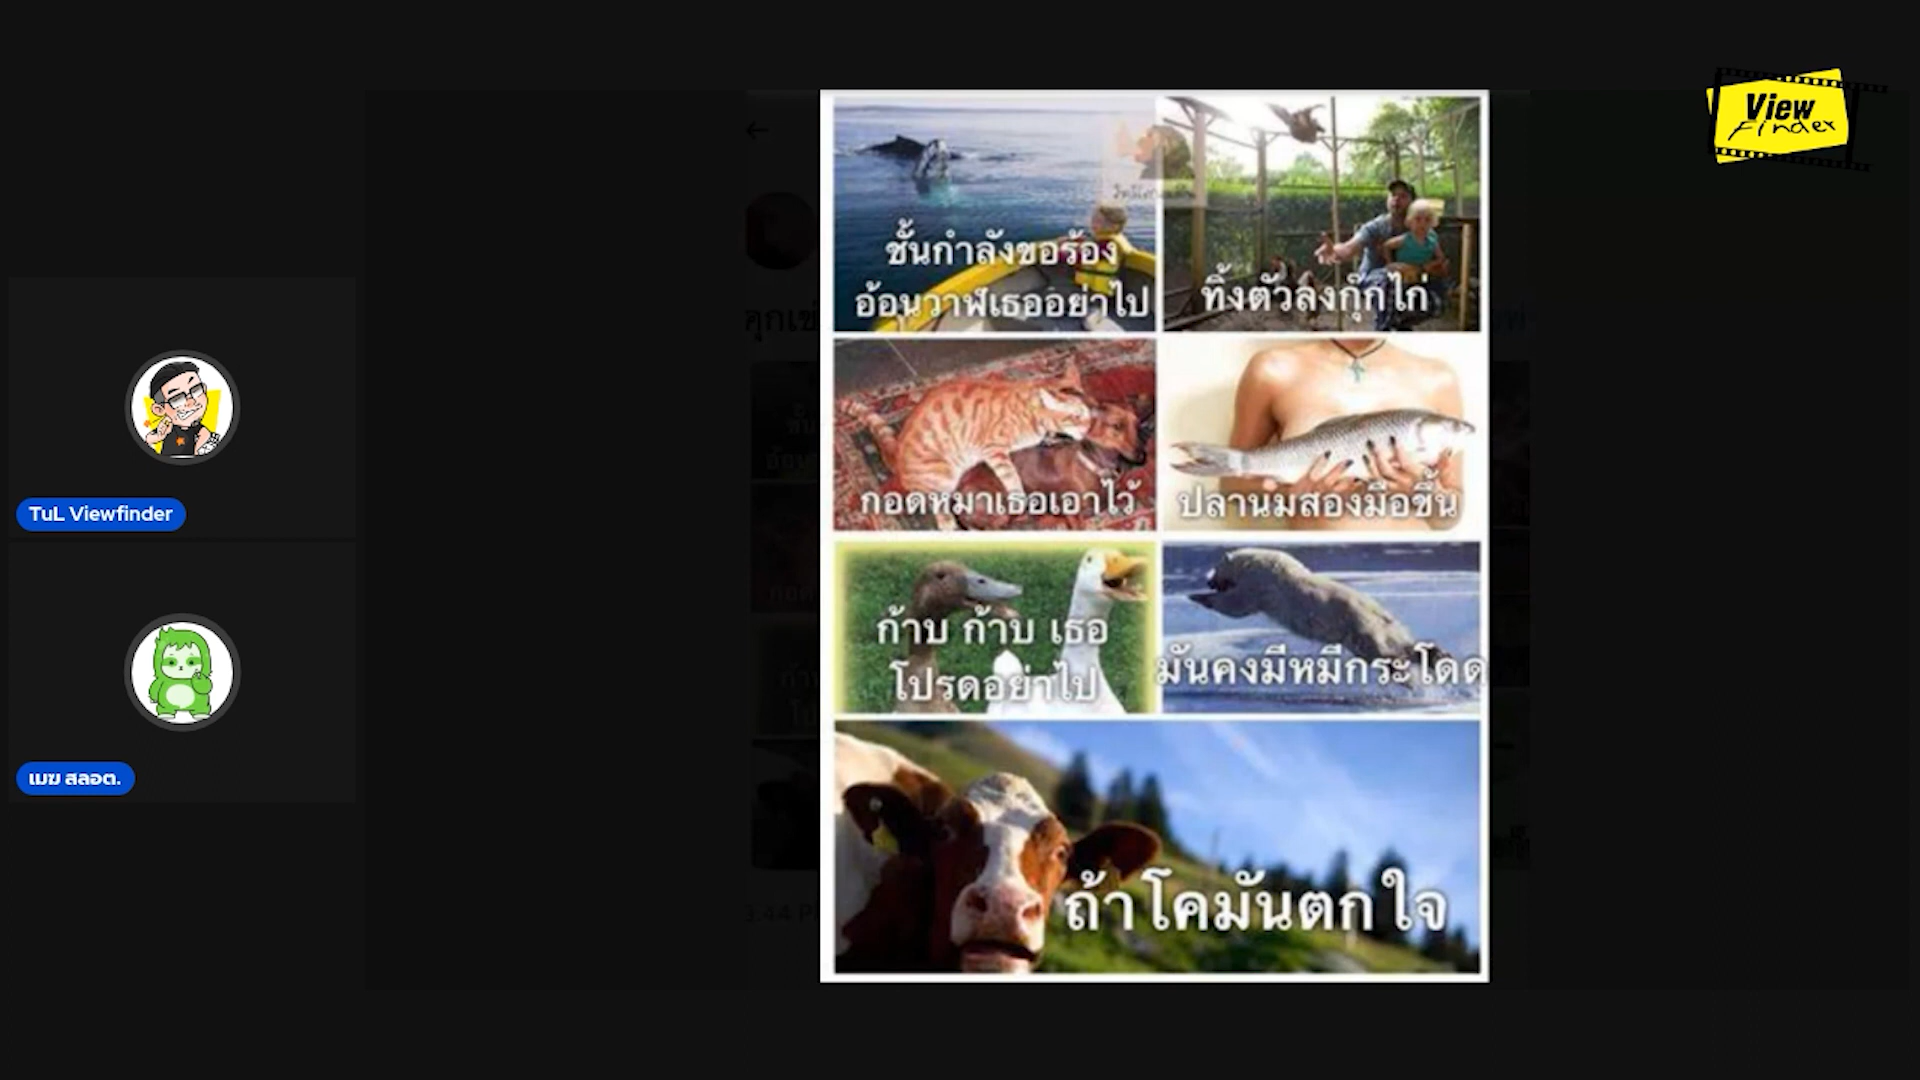 View
Finder
ชั้นกำลังขอร้อง
อ้อนวาฬเธออย่าไป
ทิ้งตัวลงกุ๊กไก่
กอดหมาเธอเอาไว้
ปลานมสองมือขึ้น
ก้าบ ก้าบ เธอ
โปรดอย่าไป
มันคงมีหมีกระโดด
ถ้าโคมันตกใจ
TuL Viewfinder
เมฆ สลอต.